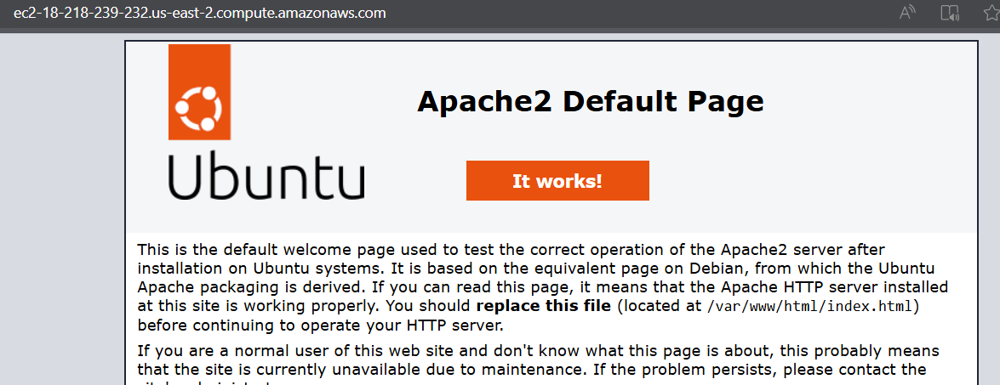 ec2-18-218-239-232.us-east-2.compute.amazonaws.com
Apache2 Default Page
Ubuntu
It works!
This is the default welcome page used to test the correct operation of the Apache2 server after
installation on Ubuntu systems. It is based on the equivalent page on Debian, from which the Ubuntu
Apache packaging is derived. If you can read this page, it means that the Apache HTTP server installed
at this site is working properly. You should replace this file (located at /var/www/html/index.html)
before continuing to operate your HTTP server.
If you are a normal user of this web site and don't know what this page is about, this probably means
that the site is currently unavailable due to maintenance. If the problem persists, please contact the